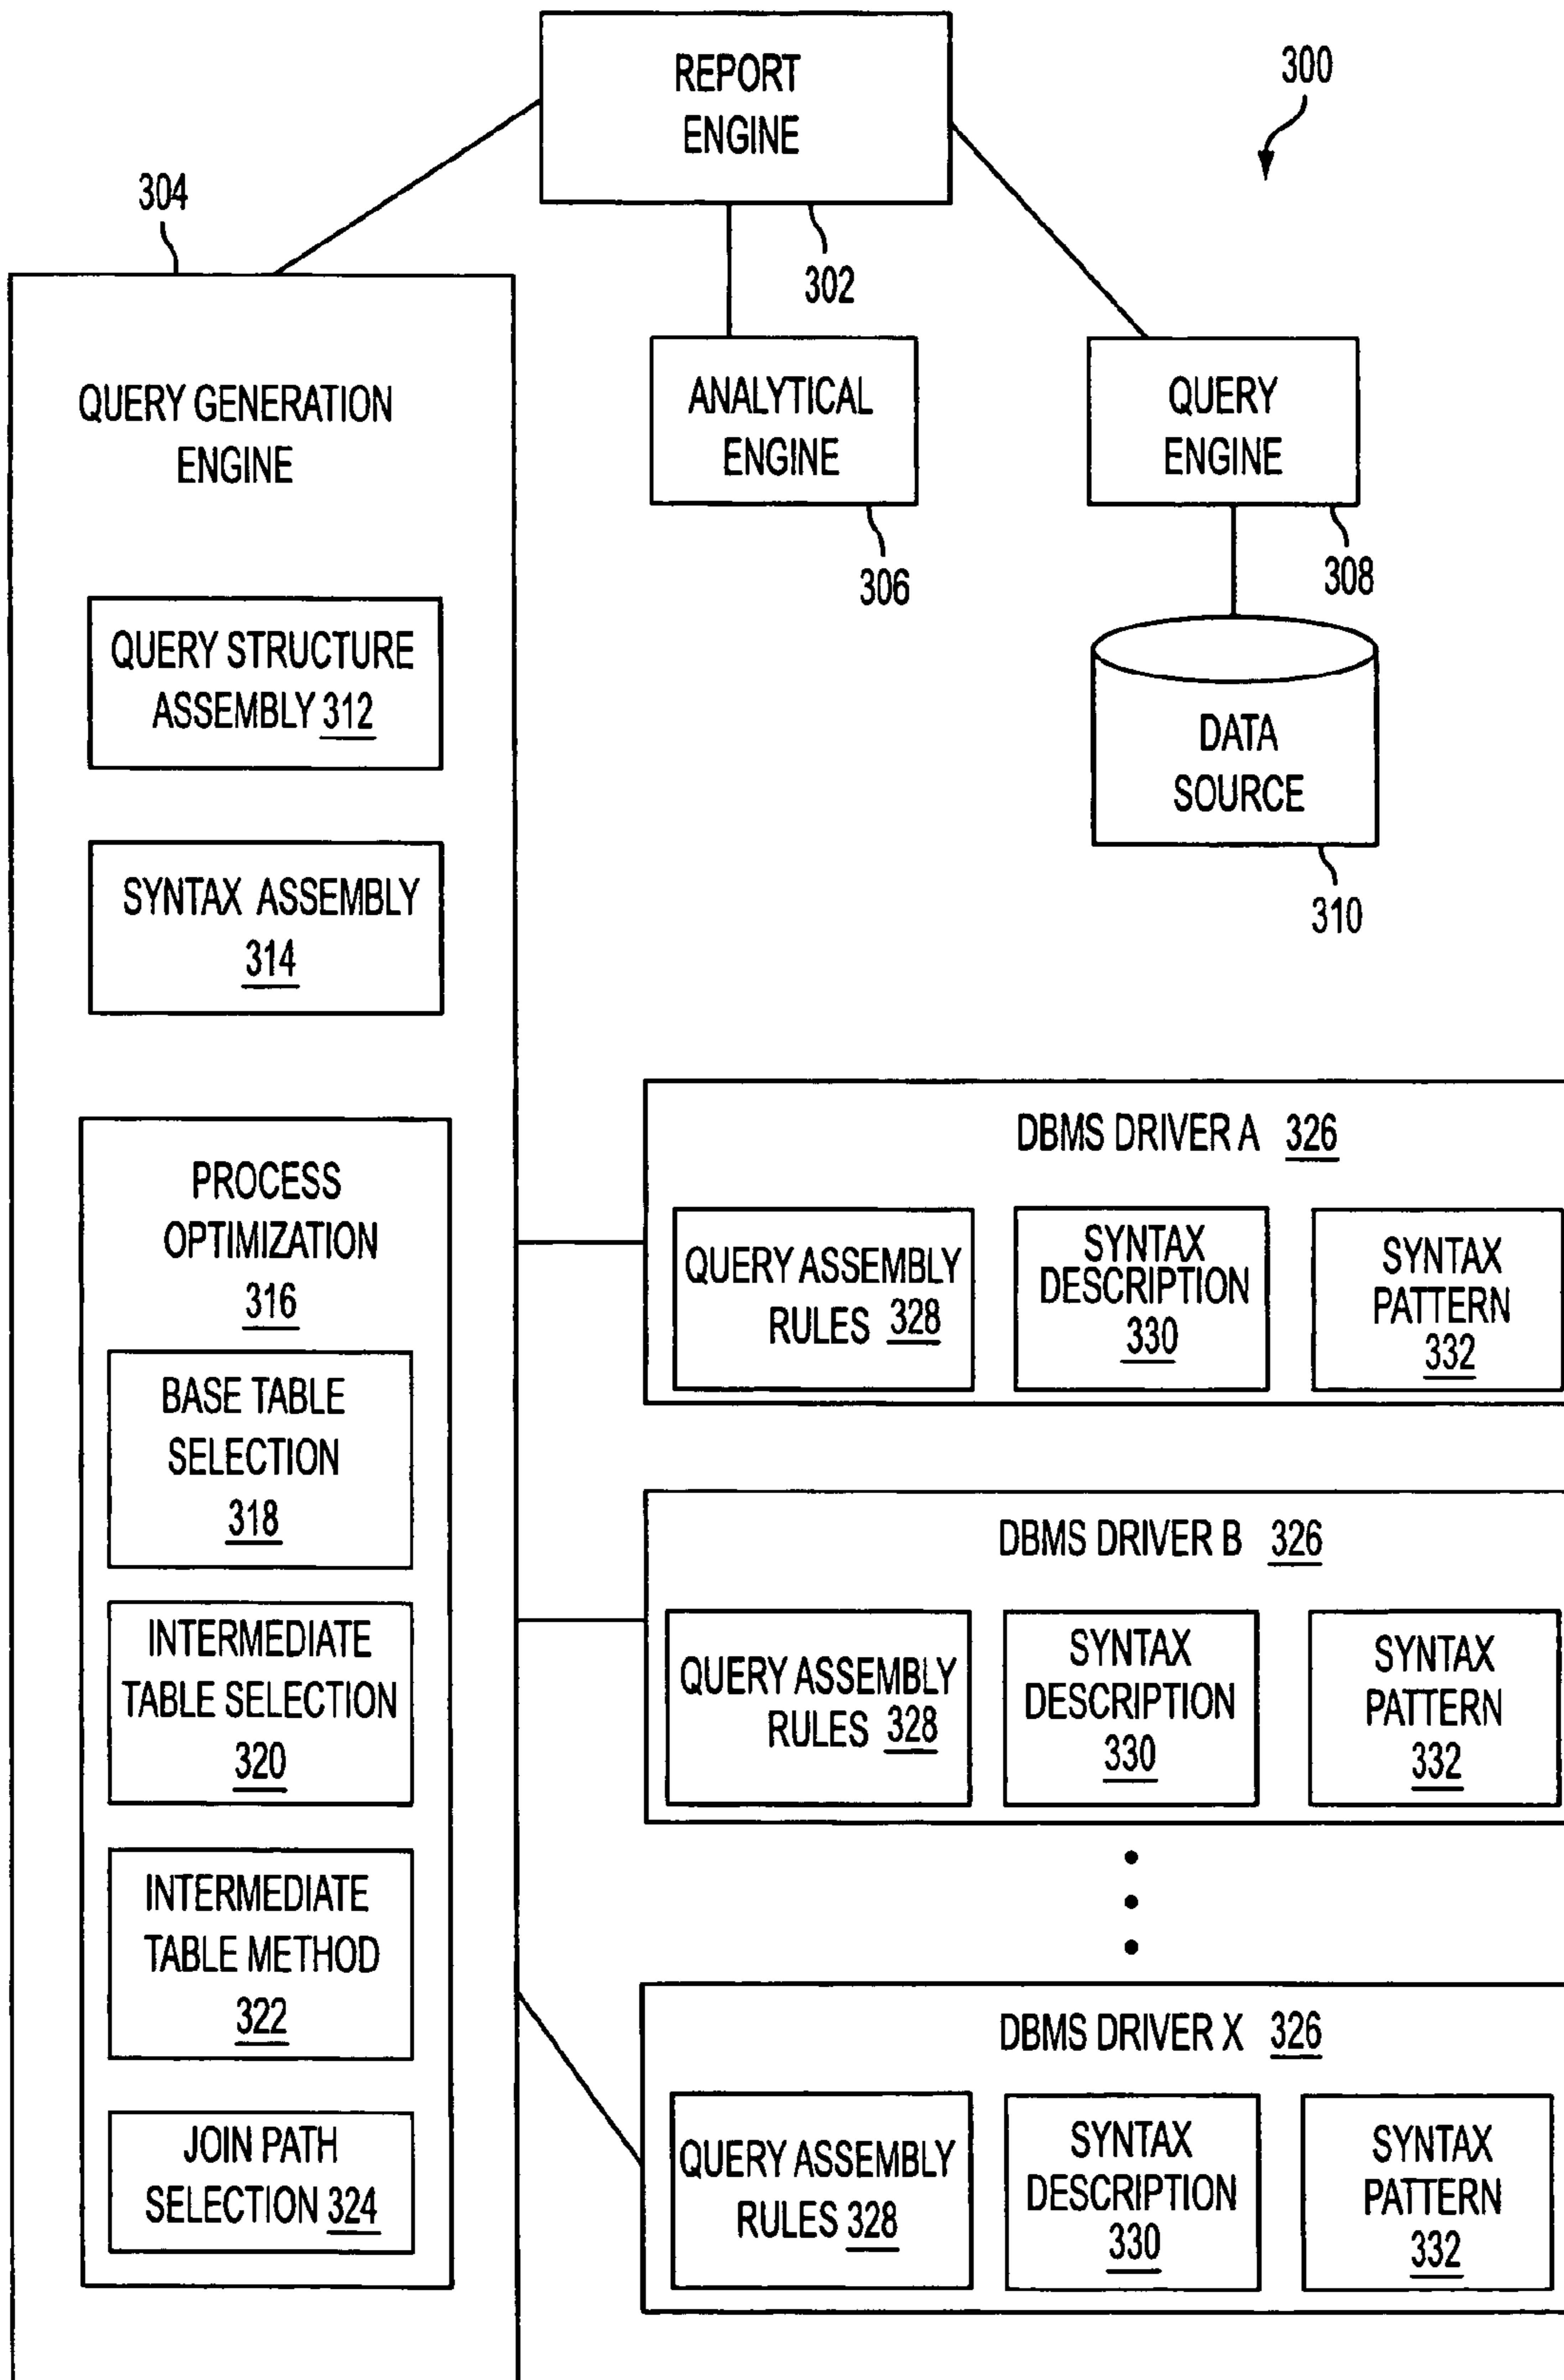 REPORT
ENGINE
300
304
302
QUERY GENERATION
ENGINE
ANALYTICAL
ENGINE
306
QUERY
ENGINE
308
QUERY STRUCTURE
ASSEMBLY 312
DATA
SOURCE
310
SYNTAX ASSEMBLY
314
PROCESS
OPTIMIZATION
316
BASE TABLE
SELECTION
318
INTERMEDIATE
TABLE SELECTION
320
INTERMEDIATE
TABLE METHOD
322
JOIN PATH
SELECTION 324
DBMS DRIVER A 326
QUERY ASSEMBLY
RULES 328
SYNTAX
DESCRIPTION
330
SYNTAX
PATTERN
332
DBMS DRIVER B 326
QUERY ASSEMBLY
RULES 328
SYNTAX
DESCRIPTION
330
SYNTAX
PATTERN
332
DBMS DRIVER X 326
QUERY ASSEMBLY
RULES 328
SYNTAX
DESCRIPTION
330
SYNTAX
PATTERN
332